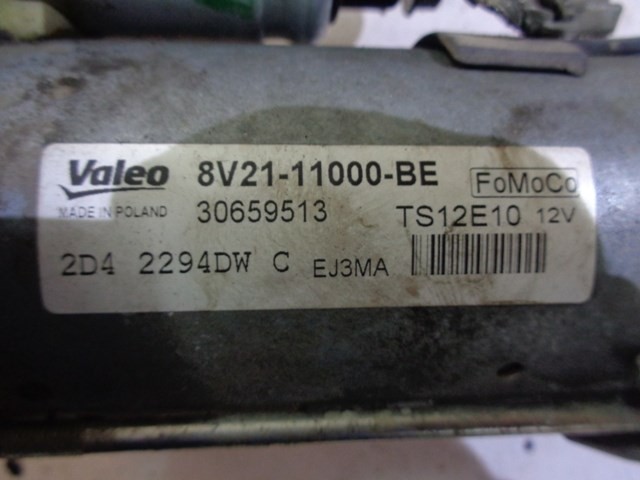 Valeo 8V21-11000-BE FoMoCo
MADE IN POLAND 30659513 TS12E10 12V
2D4 2294DW C EJ3MA